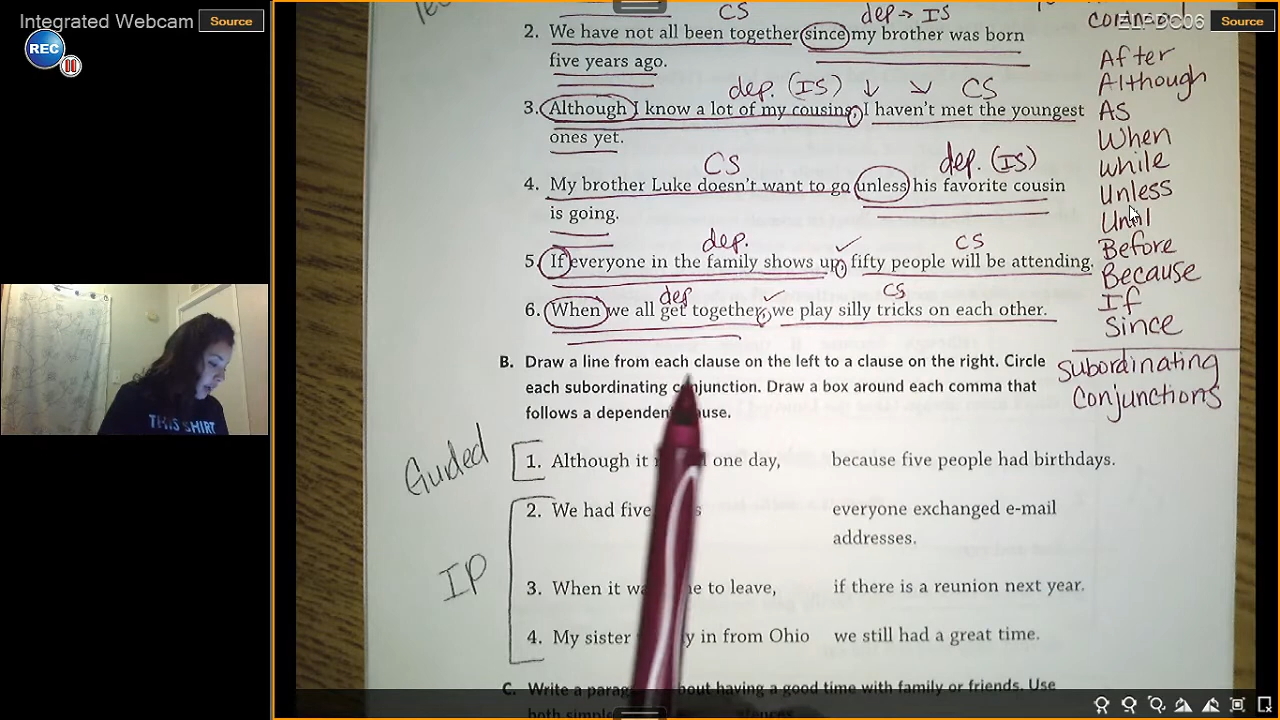 Integrated Webcam Source
REC
ELPDC06 Source
CS dep → IS
2. We have not all been together since my brother was born
five years ago.
dep. (IS) CS
3. Although I know a lot of my cousins, I haven't met the youngest
ones yet.
CS dep. (IS)
4. My brother Luke doesn't want to go unless his favorite cousin
is going.
dep. CS
5. If everyone in the family shows up, fifty people will be attending.
dep CS
6. When we all get together, we play silly tricks on each other.
After
Although
As
When
while
Unless
Until
Before
Because
If
Since
Subordinating
Conjunctions
B. Draw a line from each clause on the left to a clause on the right. Circle
each subordinating conjunction. Draw a box around each comma that
follows a dependent clause.
Guided
1. Although it one day, because five people had birthdays.
IP
2. We had five everyone exchanged e-mail
addresses.
3. When it to leave, if there is a reunion next year.
4. My sister in from Ohio we still had a great time.
C. Write a about having a good time with family or friends. Use
both
THIS SHIRT